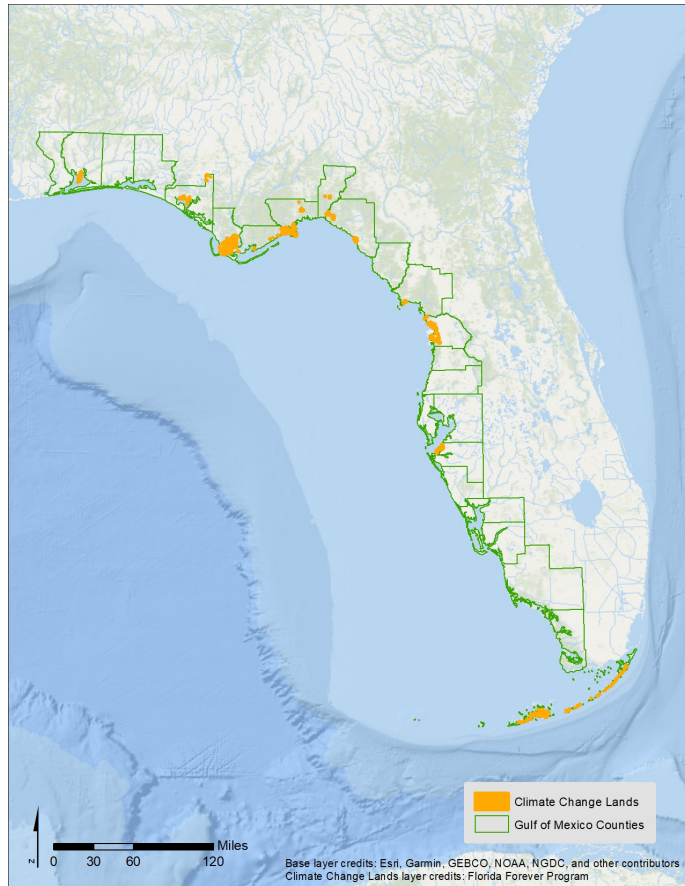 Climate Change Lands
Gulf of Mexico Counties
N
Miles
0 30 60 120
Base layer credits: Esri, Garmin, GEBCO, NOAA, NGDC, and other contributors
Climate Change Lands layer credits: Florida Forever Program